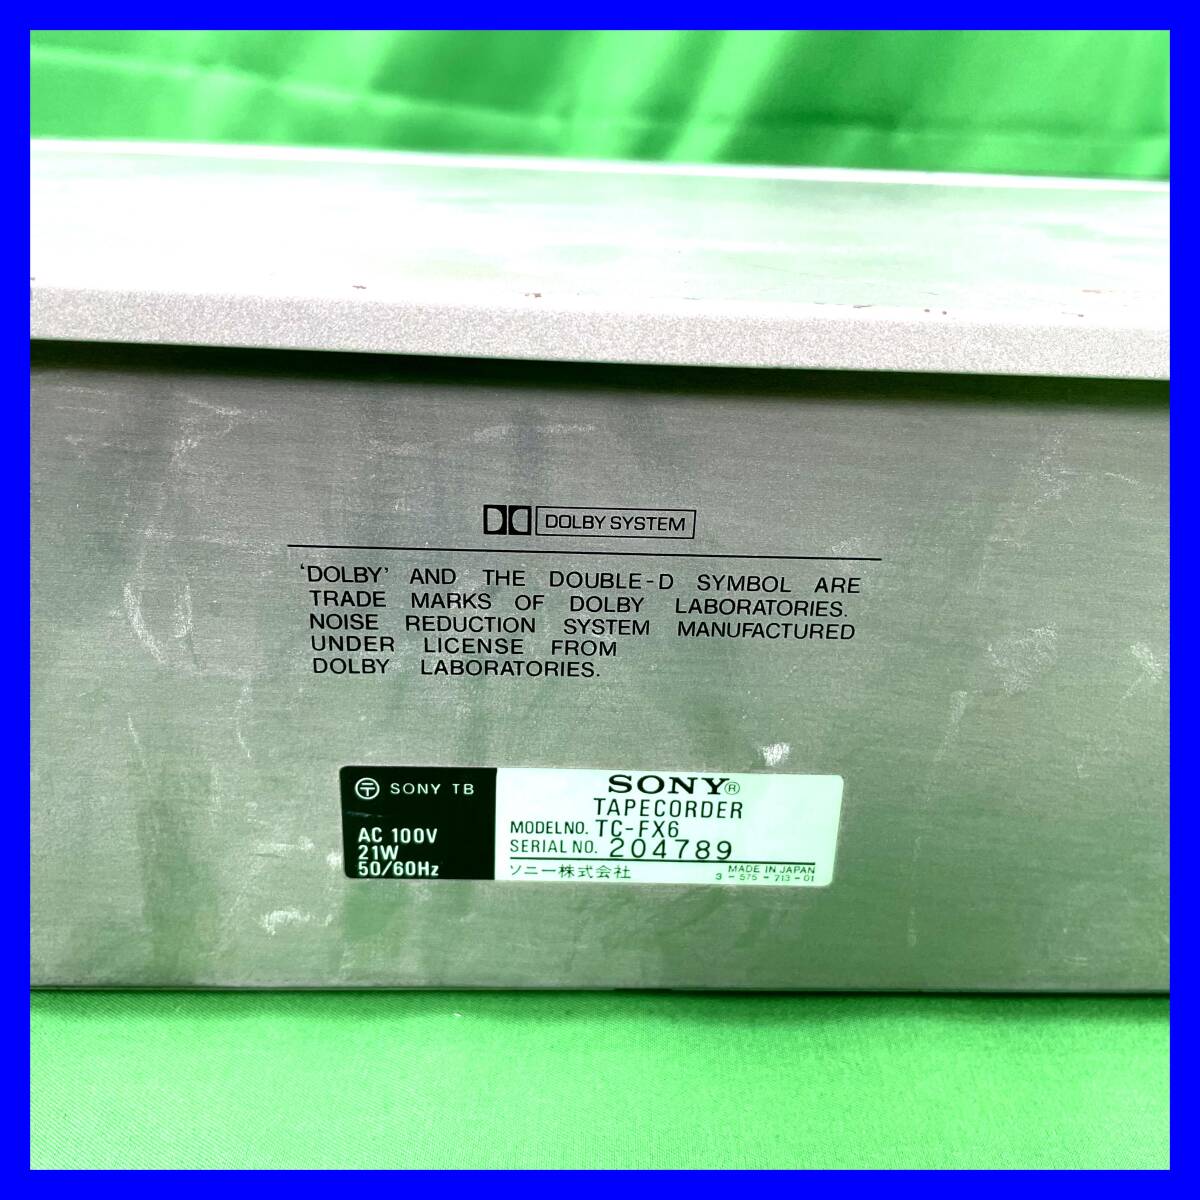 DOLBY SYSTEM
'DOLBY' AND THE DOUBLE-D SYMBOL ARE
TRADE MARKS OF DOLBY LABORATORIES.
NOISE REDUCTION SYSTEM MANUFACTURED
UNDER LICENSE FROM
DOLBY LABORATORIES.
〒 SONY TB
AC 100V
21W
50/60Hz
SONY®
TAPECORDER
MODEL NO. TC-FX6
SERIAL NO. 204789
ソニー株式会社
MADE IN JAPAN
3-575-713-01